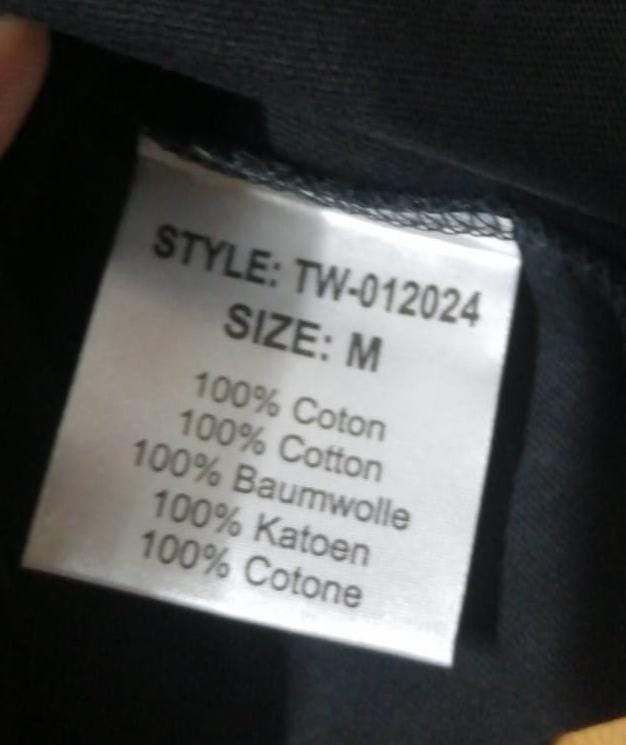 STYLE: TW-012024
SIZE: M
100% Coton
100% Cotton
100% Baumwolle
100% Katoen
100% Cotone